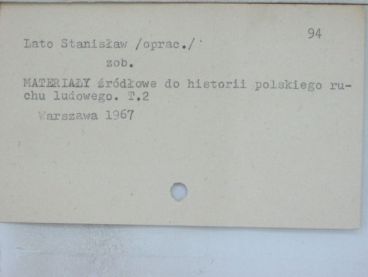 94
Lato Stanisław /oprac./
zob.
MATERIAŁY źródłowe do historii polskiego ru-
chu ludowego. T.2
Warszawa 1967